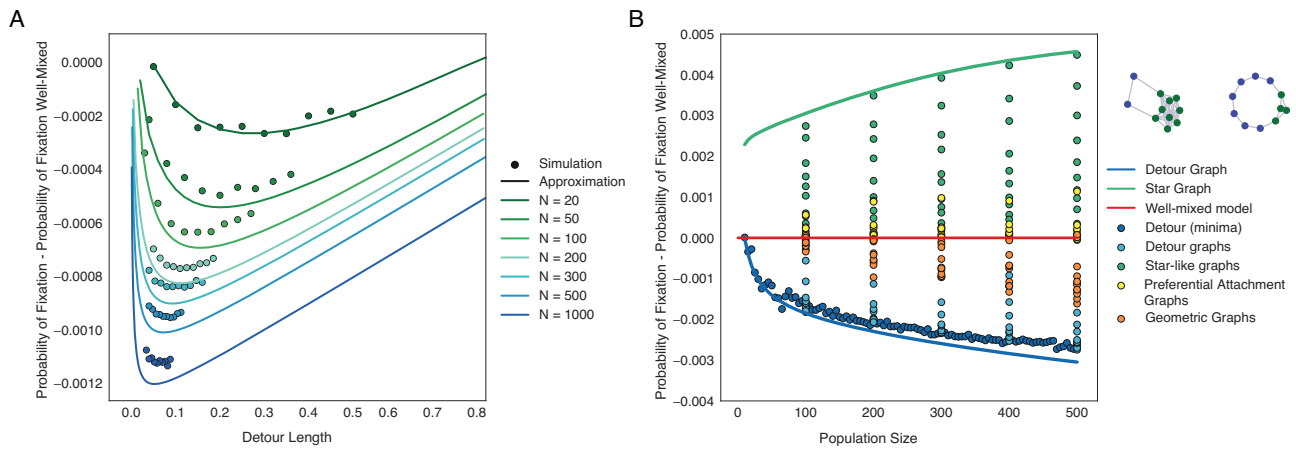 A
B
Probability of Fixation - Probability of Fixation Well-Mixed
0.0000
−0.0002
−0.0004
−0.0006
−0.0008
−0.0010
−0.0012
0.0 0.1 0.2 0.3 0.4 0.5 0.6 0.7 0.8
Detour Length
Simulation
Approximation
N = 20
N = 50
N = 100
N = 200
N = 300
N = 500
N = 1000
Probability of Fixation - Probability of Fixation Well-Mixed
0.005
0.004
0.003
0.002
0.001
0.000
−0.001
−0.002
−0.003
−0.004
0 100 200 300 400 500
Population Size
Detour Graph
Star Graph
Well-mixed model
Detour (minima)
Detour graphs
Star-like graphs
Preferential Attachment
Graphs
Geometric Graphs